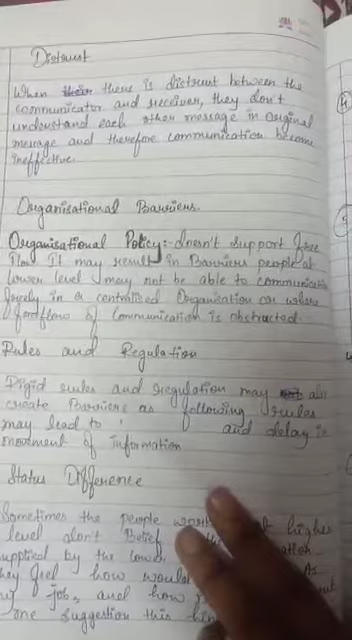 Distrust
When there is distrust between the
communicator and receiver, they don't
understand each other message in Original
message and therefore communication become
ineffective.
Organisational Barriers.
Organisational Policy:- doesn't support free
flow. It may result in Barriers people at
lower level may not be able to communicate
freely in a centralised Organisation or where
flow of Communication is obstructed.
Rules and Regulation
Rigid rules and regulation may also
create Barriers as following rules
may lead to and delay in
movement of information
Status Difference
Sometimes the people higher
level don't Belief
supplied by the lower
they feel how would As
job, and how
one suggestion this